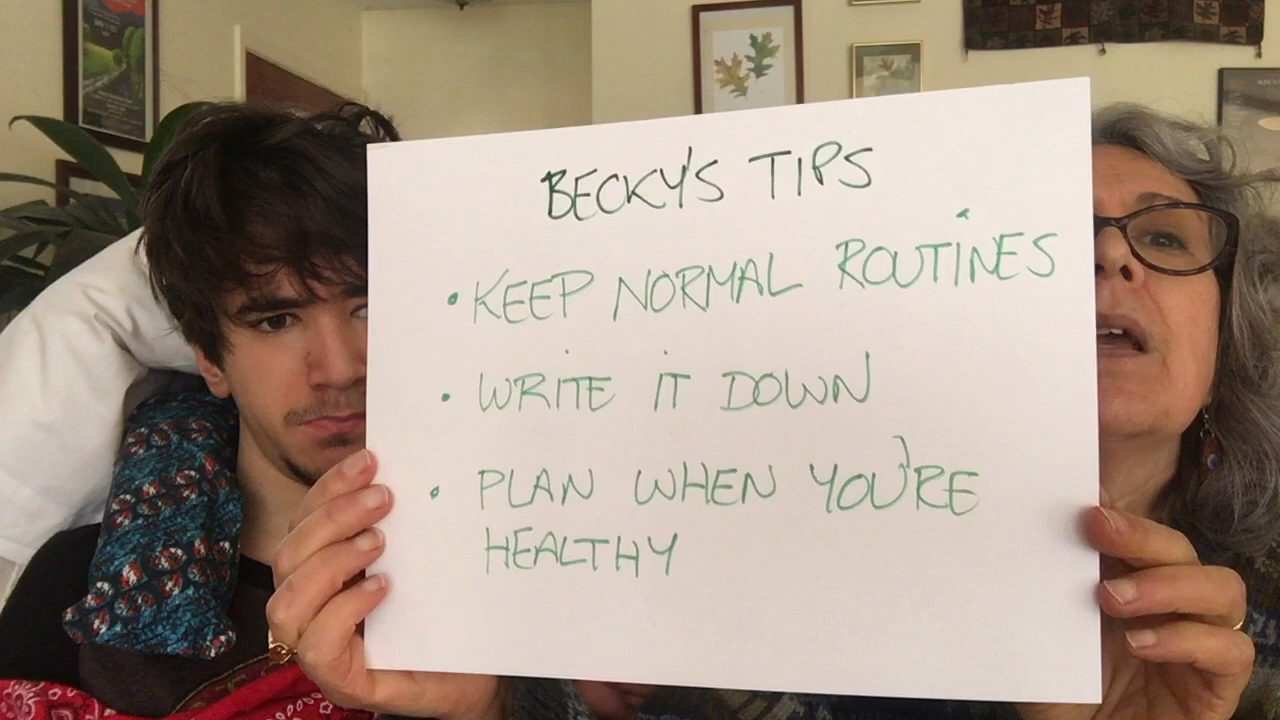 BECKY'S TIPS
• KEEP NORMAL ROUTINES
• WRITE IT DOWN
• PLAN WHEN YOU'RE
HEALTHY